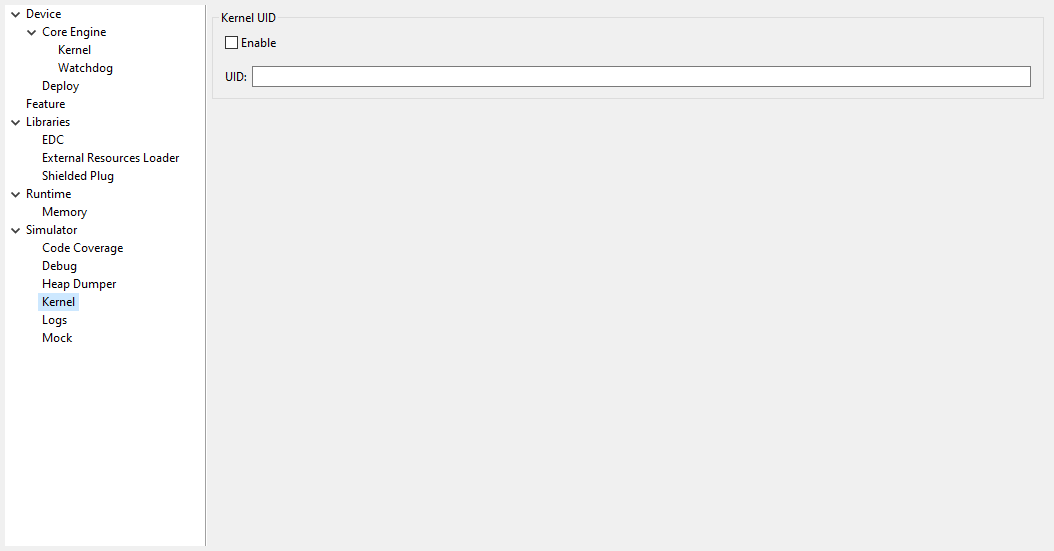 Device
Core Engine
Kernel
Watchdog
Deploy
Feature
Libraries
EDC
External Resources Loader
Shielded Plug
Runtime
Memory
Simulator
Code Coverage
Debug
Heap Dumper
Kernel
Logs
Mock
Kernel UID
Enable
UID: